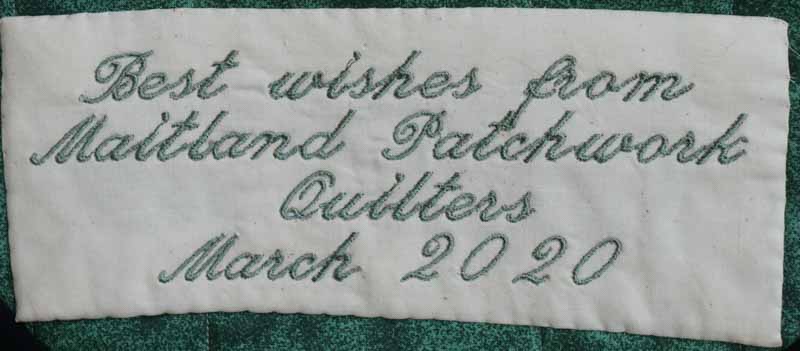 Best wishes from
Maitland Patchwork
Quilters
March 2020